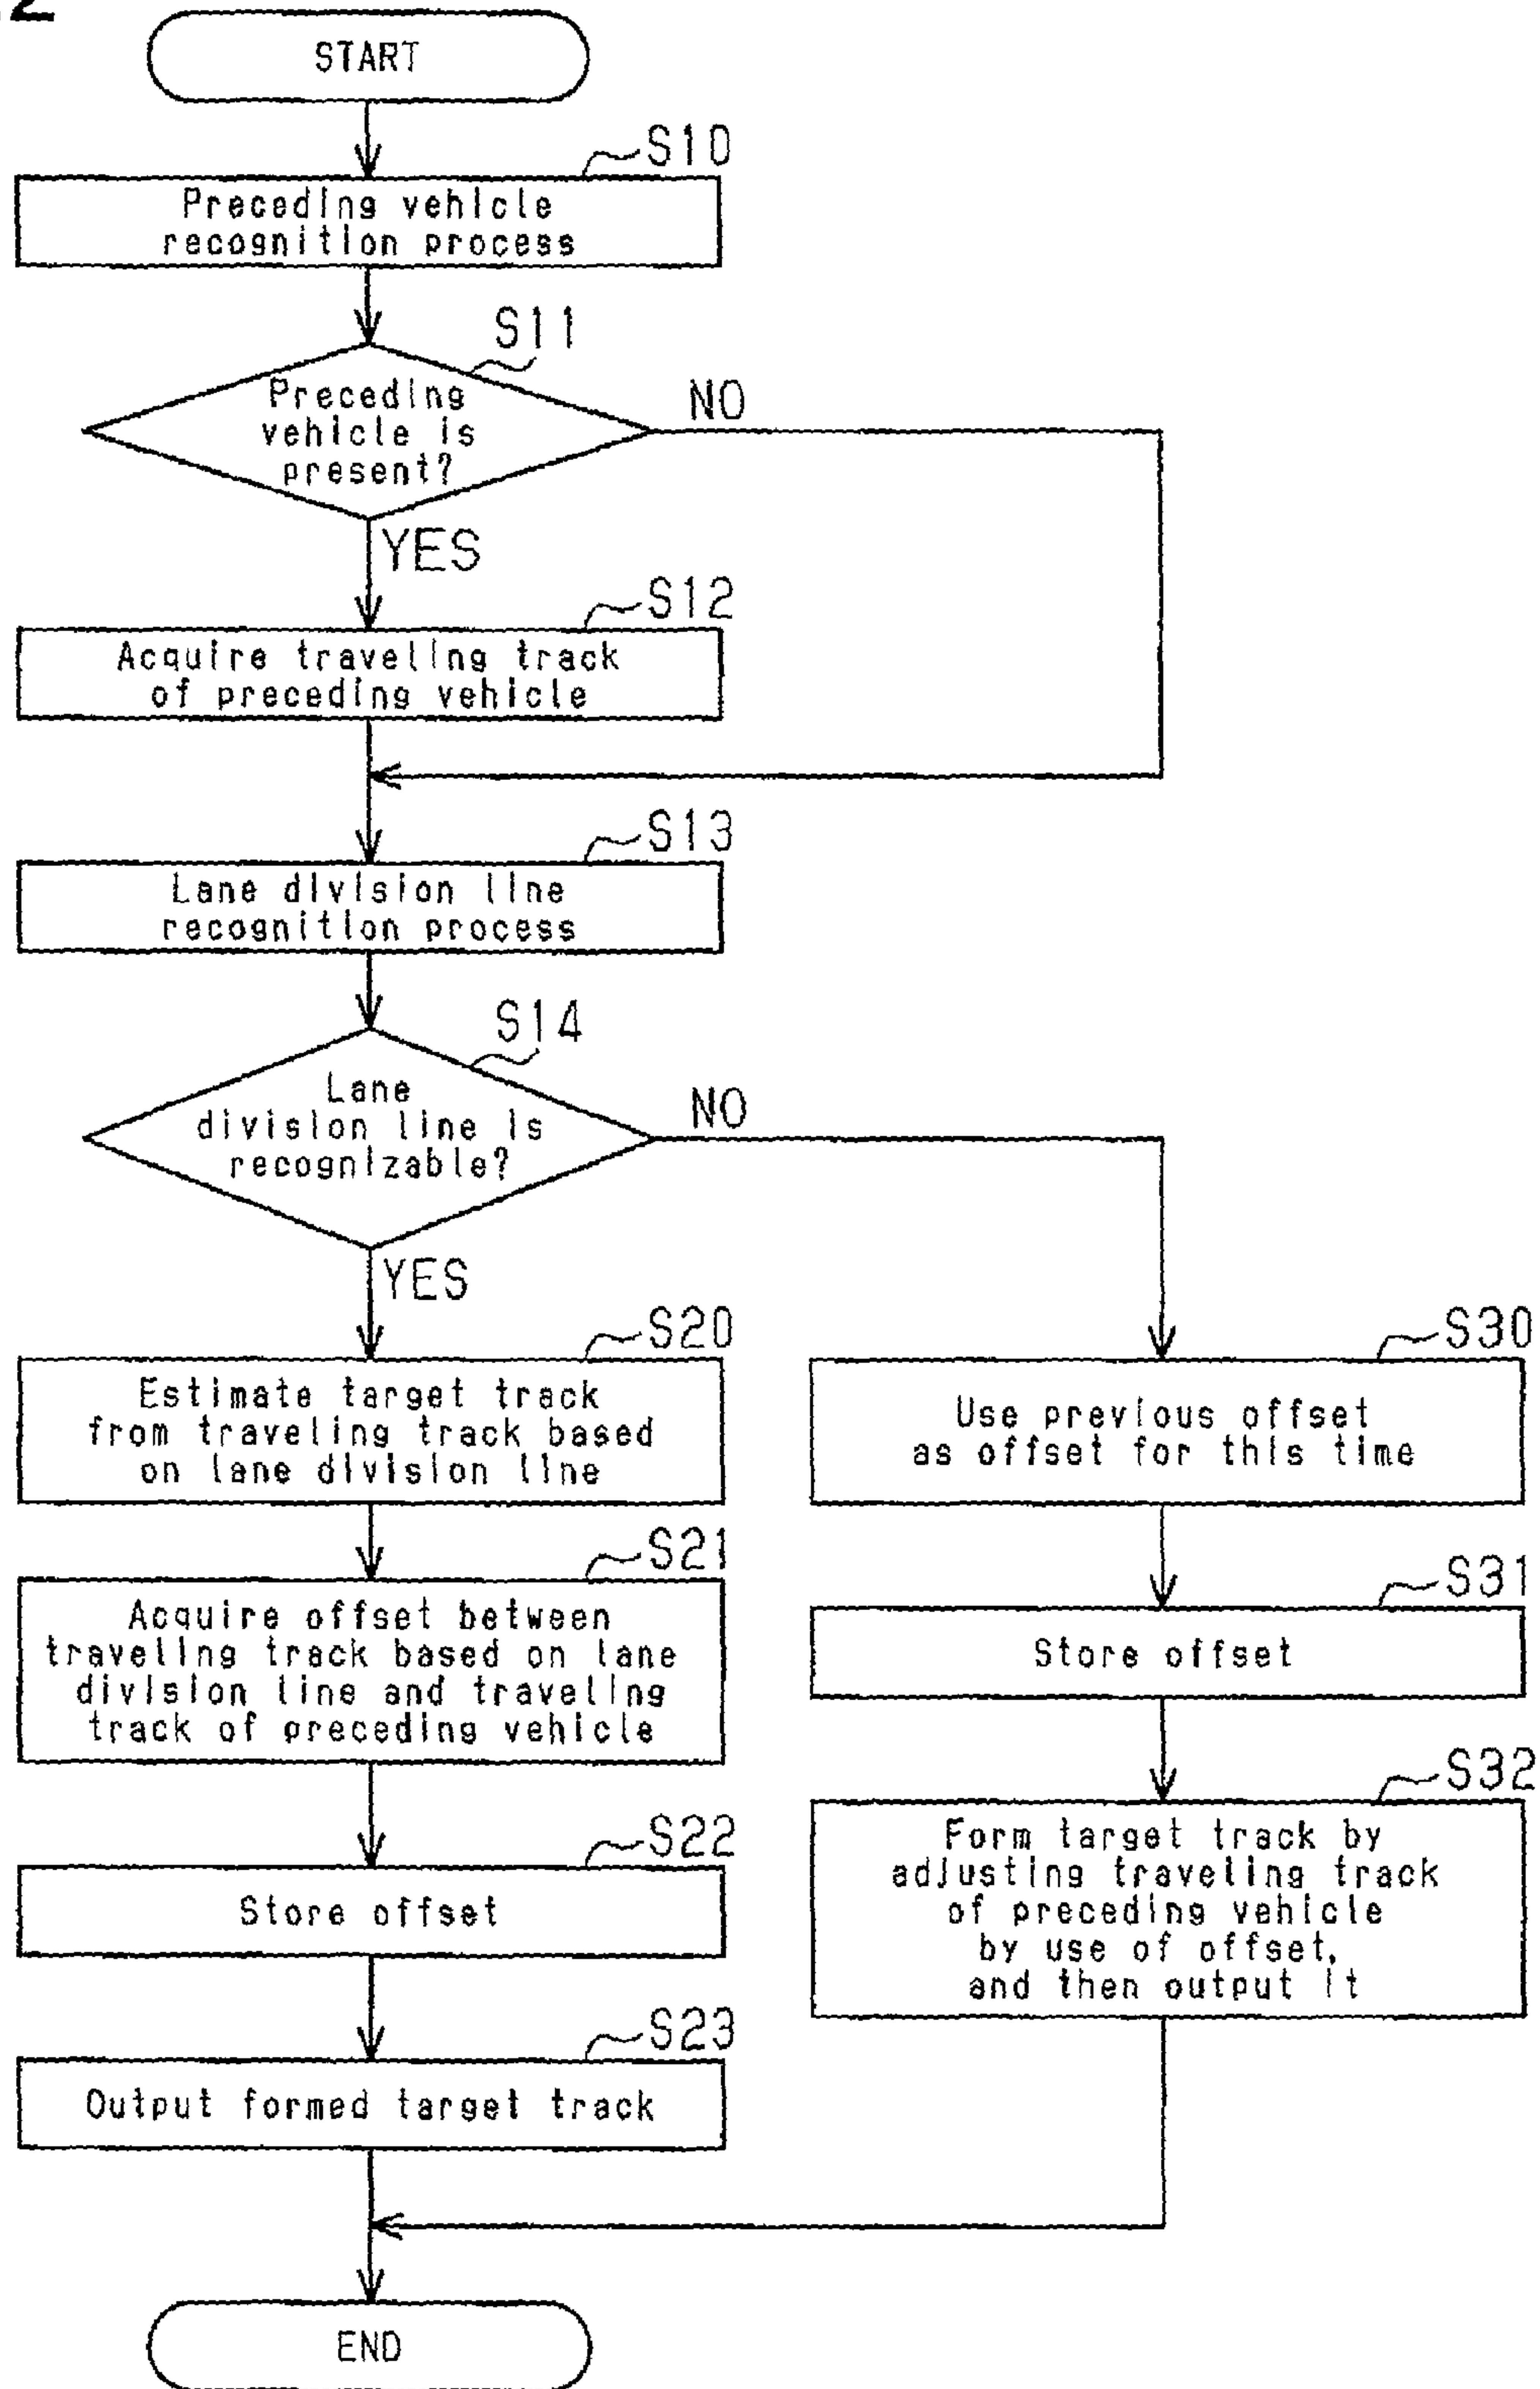 2
START
S10
Preceding vehicle
recognition process
S11
Preceding
vehicle is
present?
NO
YES
S12
Acquire traveling track
of preceding vehicle
S13
Lane division line
recognition process
S14
Lane
division line is
recognizable?
NO
YES
S20
Estimate target track
from traveling track based
on lane division line
S30
Use previous offset
as offset for this time
S21
Acquire offset between
traveling track based on lane
division line and traveling
track of preceding vehicle
S31
Store offset
S22
Store offset
S32
Form target track by
adjusting traveling track
of preceding vehicle
by use of offset,
and then output it
S23
Output formed target track
END